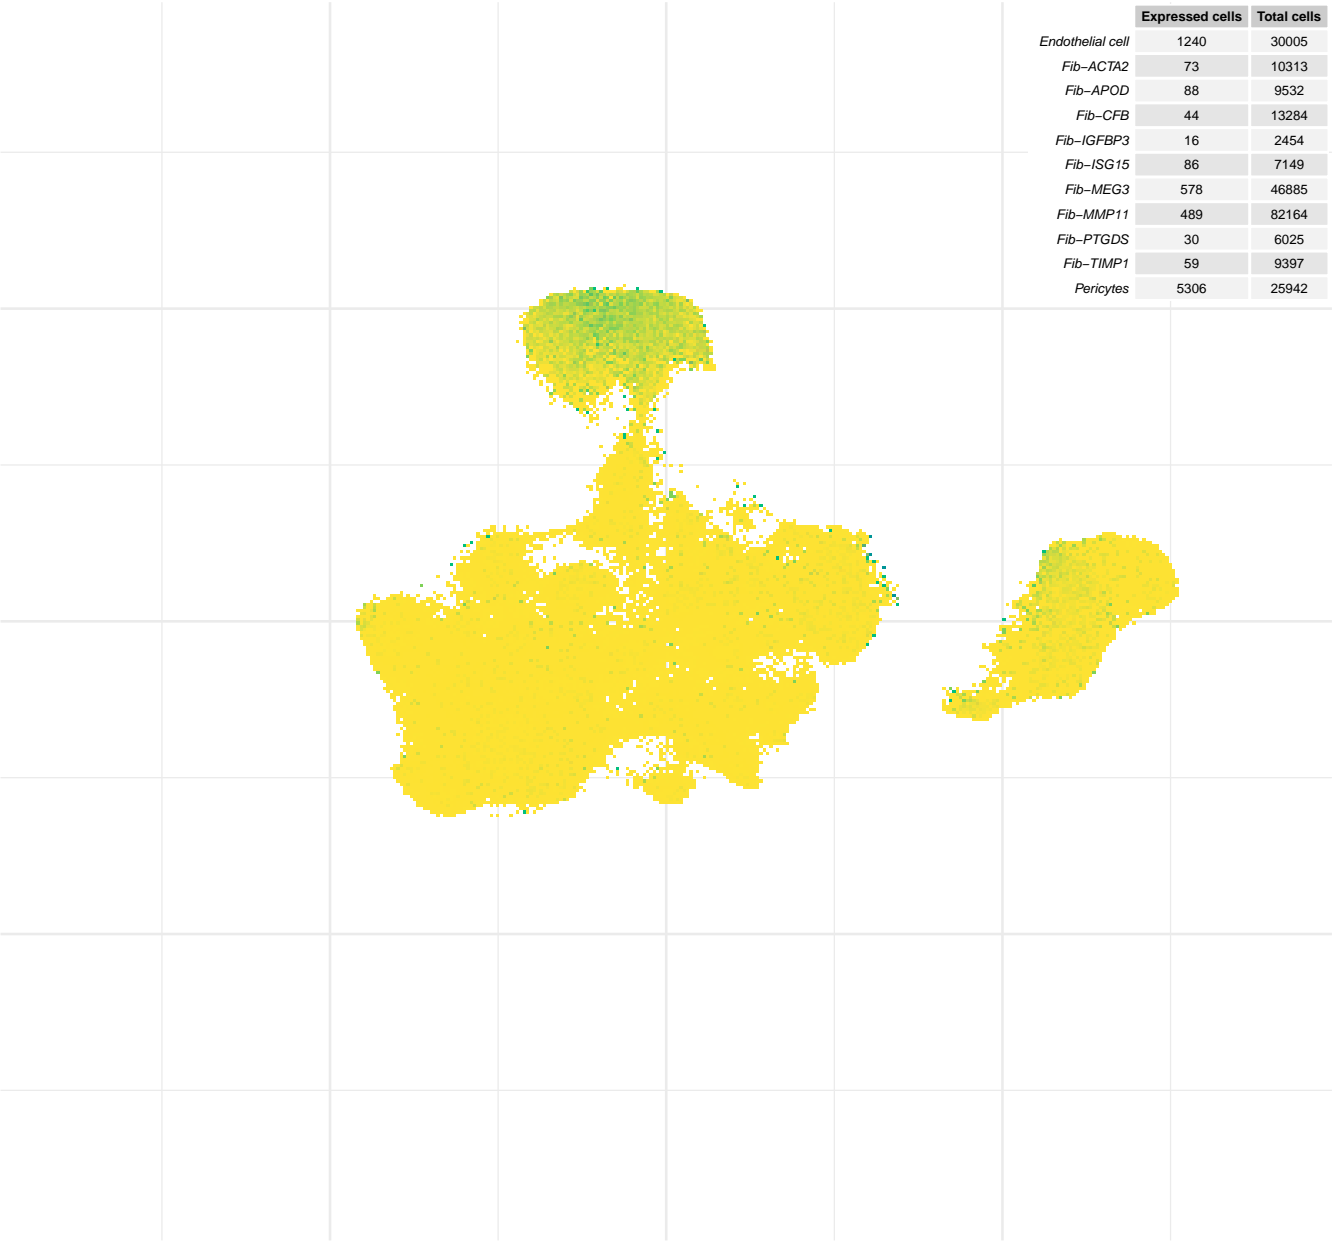 Expressed cells Total cells
Endothelial cell 1240 30005
Fib−ACTA2 73 10313
Fib−APOD 88 9532
Fib−CFB 44 13284
Fib−IGFBP3 16 2454
Fib−ISG15 86 7149
Fib−MEG3 578 46885
Fib−MMP11 489 82164
Fib−PTGDS 30 6025
Fib−TIMP1 59 9397
Pericytes 5306 25942